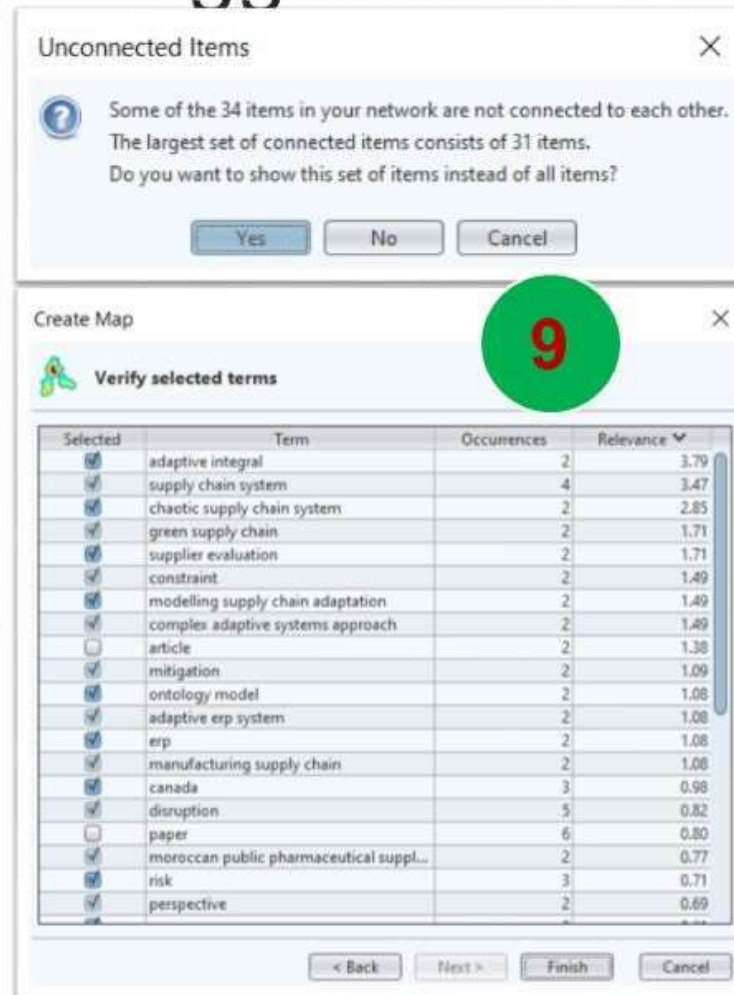 Unconnected Items
Some of the 34 items in your network are not connected to each other.
The largest set of connected items consists of 31 items.
Do you want to show this set of items instead of all items?
Yes No Cancel
Create Map
9
Verify selected terms
Selected Term Occurrences Relevance
adaptive integral 2 3.79
supply chain system 4 3.47
chaotic supply chain system 2 2.85
green supply chain 2 1.71
supplier evaluation 2 1.71
constraint 2 1.49
modelling supply chain adaptation 2 1.49
complex adaptive systems approach 2 1.49
article 2 1.38
mitigation 2 1.09
ontology model 2 1.08
adaptive erp system 2 1.08
erp 2 1.08
manufacturing supply chain 2 1.08
canada 3 0.98
disruption 5 0.82
paper 6 0.80
moroccan public pharmaceutical suppl... 2 0.77
risk 3 0.71
perspective 2 0.69
< Back Next > Finish Cancel